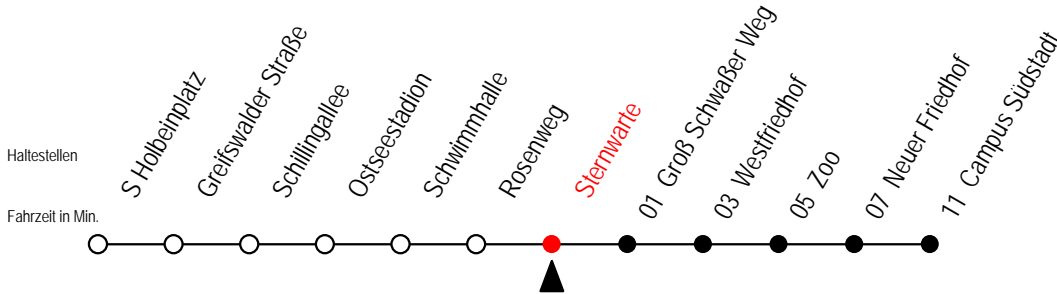 Haltestellen
Fahrzeit in Min.
S Holbeinplatz
Greifswalder Straße
Schillingallee
Ostseestadion
Schwimmhalle
Rosenweg
Sternwarte
01 Groß Schwaßer Weg
03 Westfriedhof
05 Zoo
07 Neuer Friedhof
11 Campus Südstadt